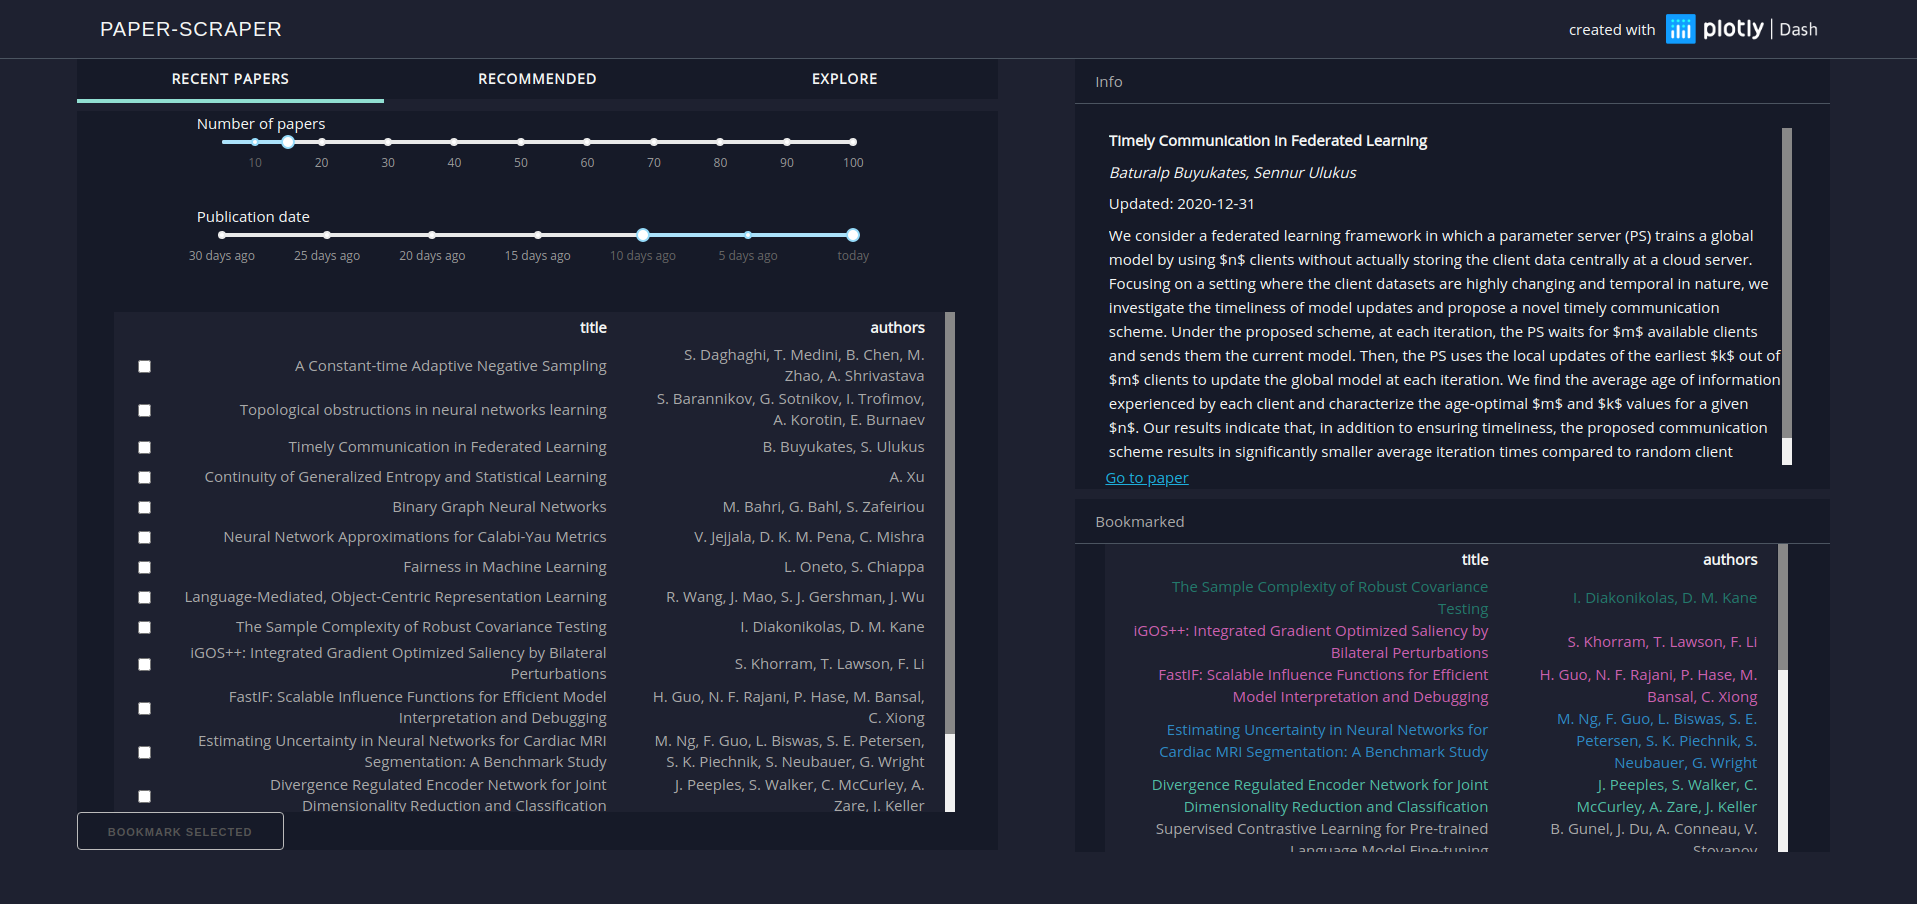 PAPER-SCRAPER
created with plotly | Dash
RECENT PAPERS
RECOMMENDED
EXPLORE
Number of papers
10 20 30 40 50 60 70 80 90 100
Publication date
30 days ago 25 days ago 20 days ago 15 days ago 10 days ago 5 days ago today
title authors
A Constant-time Adaptive Negative Sampling
S. Daghaghi, T. Medini, B. Chen, M.
Zhao, A. Shrivastava
Topological obstructions in neural networks learning
S. Barannikov, G. Sotnikov, I. Trofimov,
A. Korotin, E. Burnaev
Timely Communication in Federated Learning
B. Buyukates, S. Ulukus
Continuity of Generalized Entropy and Statistical Learning
A. Xu
Binary Graph Neural Networks
M. Bahri, G. Bahl, S. Zafeiriou
Neural Network Approximations for Calabi-Yau Metrics
V. Jejjala, D. K. M. Pena, C. Mishra
Fairness in Machine Learning
L. Oneto, S. Chiappa
Language-Mediated, Object-Centric Representation Learning
R. Wang, J. Mao, S. J. Gershman, J. Wu
The Sample Complexity of Robust Covariance Testing
I. Diakonikolas, D. M. Kane
iGOS++: Integrated Gradient Optimized Saliency by Bilateral
Perturbations
S. Khorram, T. Lawson, F. Li
FastIF: Scalable Influence Functions for Efficient Model
Interpretation and Debugging
H. Guo, N. F. Rajani, P. Hase, M. Bansal,
C. Xiong
Estimating Uncertainty in Neural Networks for Cardiac MRI
Segmentation: A Benchmark Study
M. Ng, F. Guo, L. Biswas, S. E. Petersen,
S. K. Piechnik, S. Neubauer, G. Wright
Divergence Regulated Encoder Network for Joint
Dimensionality Reduction and Classification
J. Peeples, S. Walker, C. McCurley, A.
Zare, J. Keller
BOOKMARK SELECTED
Info
Timely Communication in Federated Learning
Baturalp Buyukates, Sennur Ulukus
Updated: 2020-12-31
We consider a federated learning framework in which a parameter server (PS) trains a global
model by using $n$ clients without actually storing the client data centrally at a cloud server.
Focusing on a setting where the client datasets are highly changing and temporal in nature, we
investigate the timeliness of model updates and propose a novel timely communication
scheme. Under the proposed scheme, at each iteration, the PS waits for $m$ available clients
and sends them the current model. Then, the PS uses the local updates of the earliest $k$ out of
$m$ clients to update the global model at each iteration. We find the average age of information
experienced by each client and characterize the age-optimal $m$ and $k$ values for a given
$n$. Our results indicate that, in addition to ensuring timeliness, the proposed communication
scheme results in significantly smaller average iteration times compared to random client
Go to paper
Bookmarked
title authors
The Sample Complexity of Robust Covariance
Testing
I. Diakonikolas, D. M. Kane
iGOS++: Integrated Gradient Optimized Saliency by
Bilateral Perturbations
S. Khorram, T. Lawson, F. Li
FastIF: Scalable Influence Functions for Efficient
Model Interpretation and Debugging
H. Guo, N. F. Rajani, P. Hase, M.
Bansal, C. Xiong
Estimating Uncertainty in Neural Networks for
Cardiac MRI Segmentation: A Benchmark Study
M. Ng, F. Guo, L. Biswas, S. E.
Petersen, S. K. Piechnik, S.
Neubauer, G. Wright
Divergence Regulated Encoder Network for Joint
Dimensionality Reduction and Classification
J. Peeples, S. Walker, C.
McCurley, A. Zare, J. Keller
Supervised Contrastive Learning for Pre-trained
Language Model Fine-tuning
B. Gunel, J. Du, A. Conneau, V.
Stoyanov